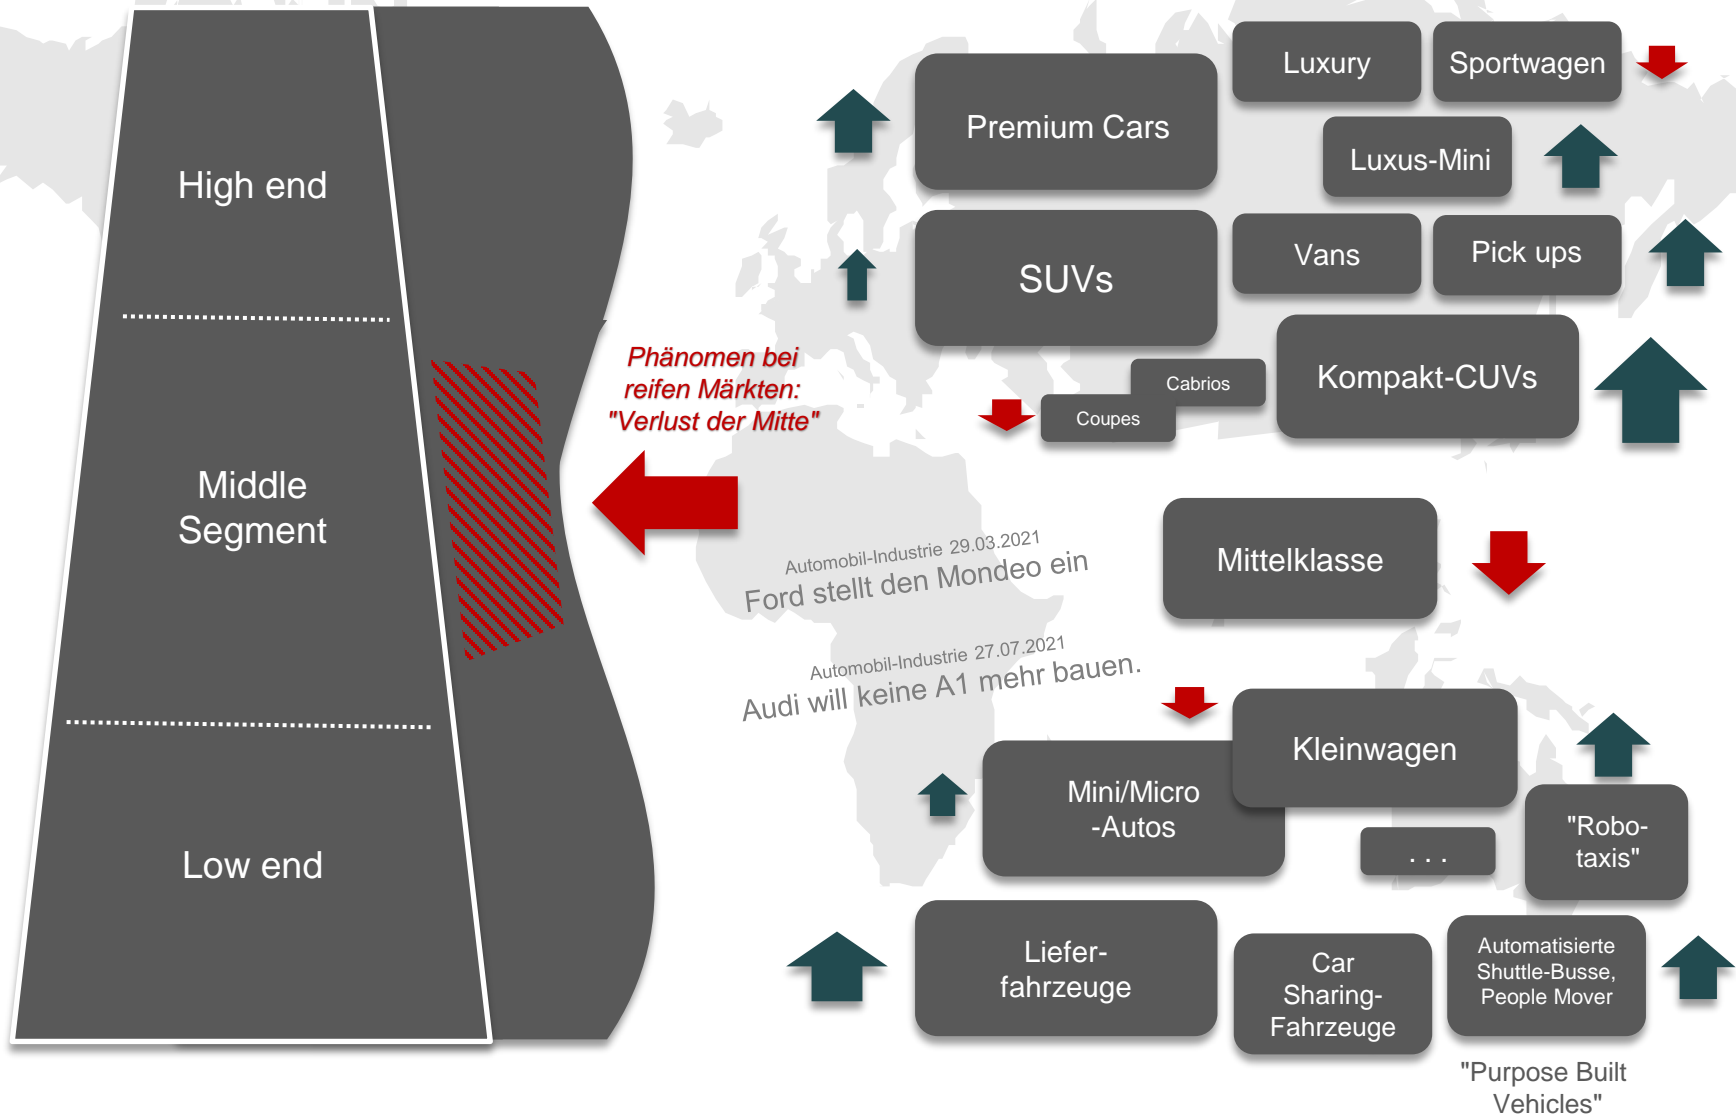 High end
Middle
Segment
Low end
Phänomen bei
reifen Märkten:
"Verlust der Mitte"
Automobil-Industrie 29.03.2021
Ford stellt den Mondeo ein
Automobil-Industrie 27.07.2021
Audi will keine A1 mehr bauen.
Premium Cars
Luxury
Sportwagen
Luxus-Mini
SUVs
Vans
Pick ups
Cabrios
Coupes
Kompakt-CUVs
Mittelklasse
Kleinwagen
Mini/Micro
-Autos
. . .
"Robo-
taxis"
Liefer-
fahrzeuge
Car
Sharing-
Fahrzeuge
Automatisierte
Shuttle-Busse,
People Mover
"Purpose Built
Vehicles"